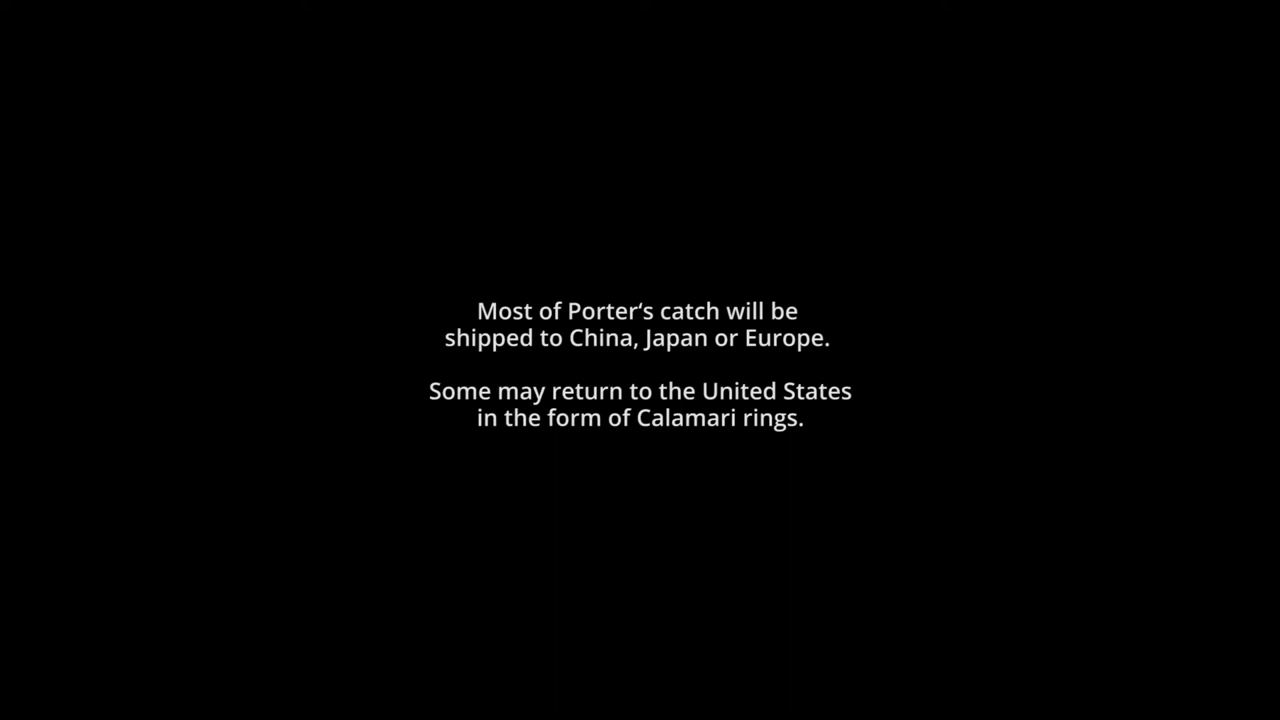 Most of Porter‘s catch will be
shipped to China, Japan or Europe.
Some may return to the United States
in the form of Calamari rings.